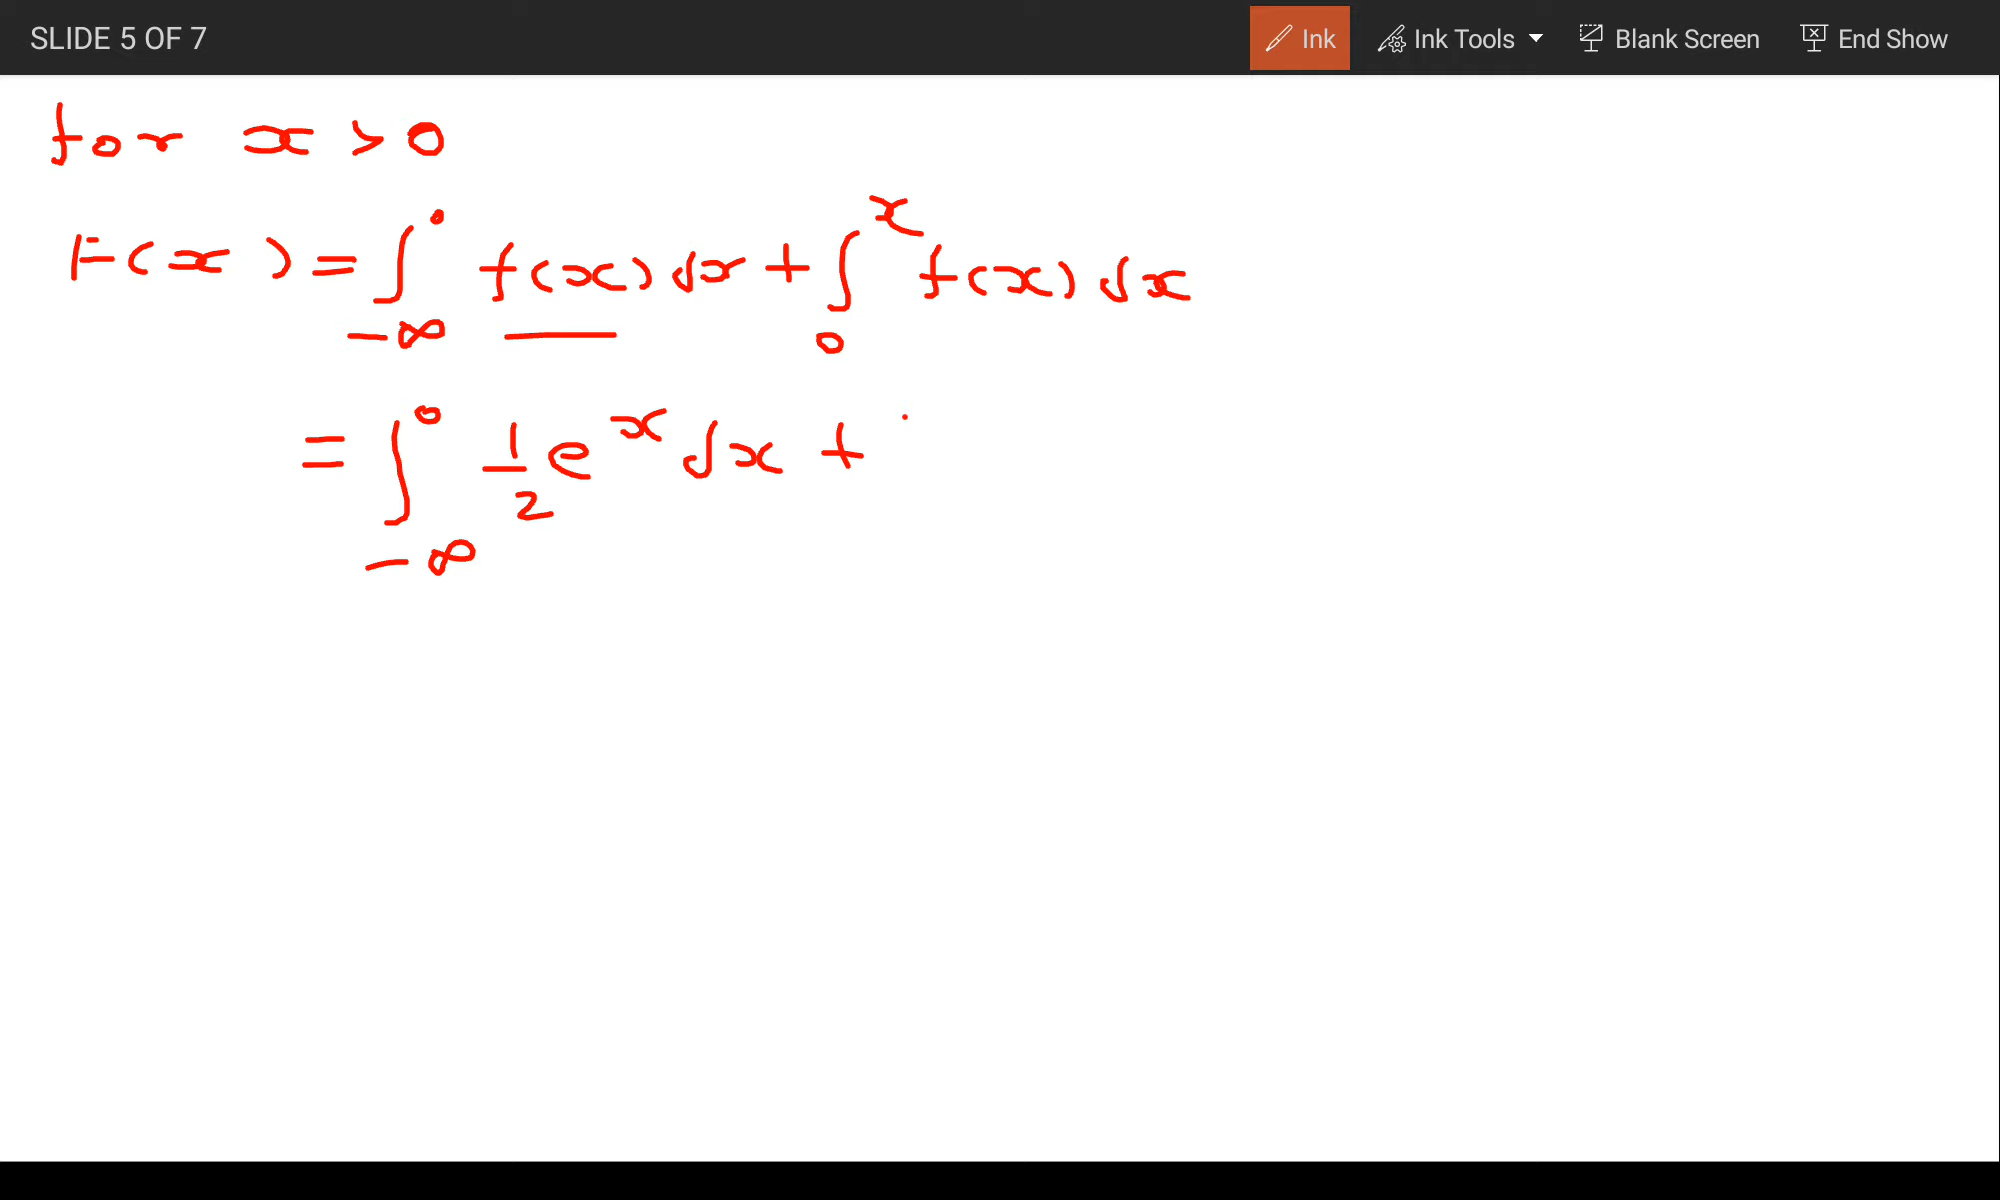 SLIDE 5 OF 7 Ink Ink Tools Blank Screen End Show
for x > 0
F(x) = ∫_{-∞}^{0} f(x) dx + ∫_{0}^{x} f(x) dx
= ∫_{-∞}^{0} \frac{1}{2} e^{x} dx +